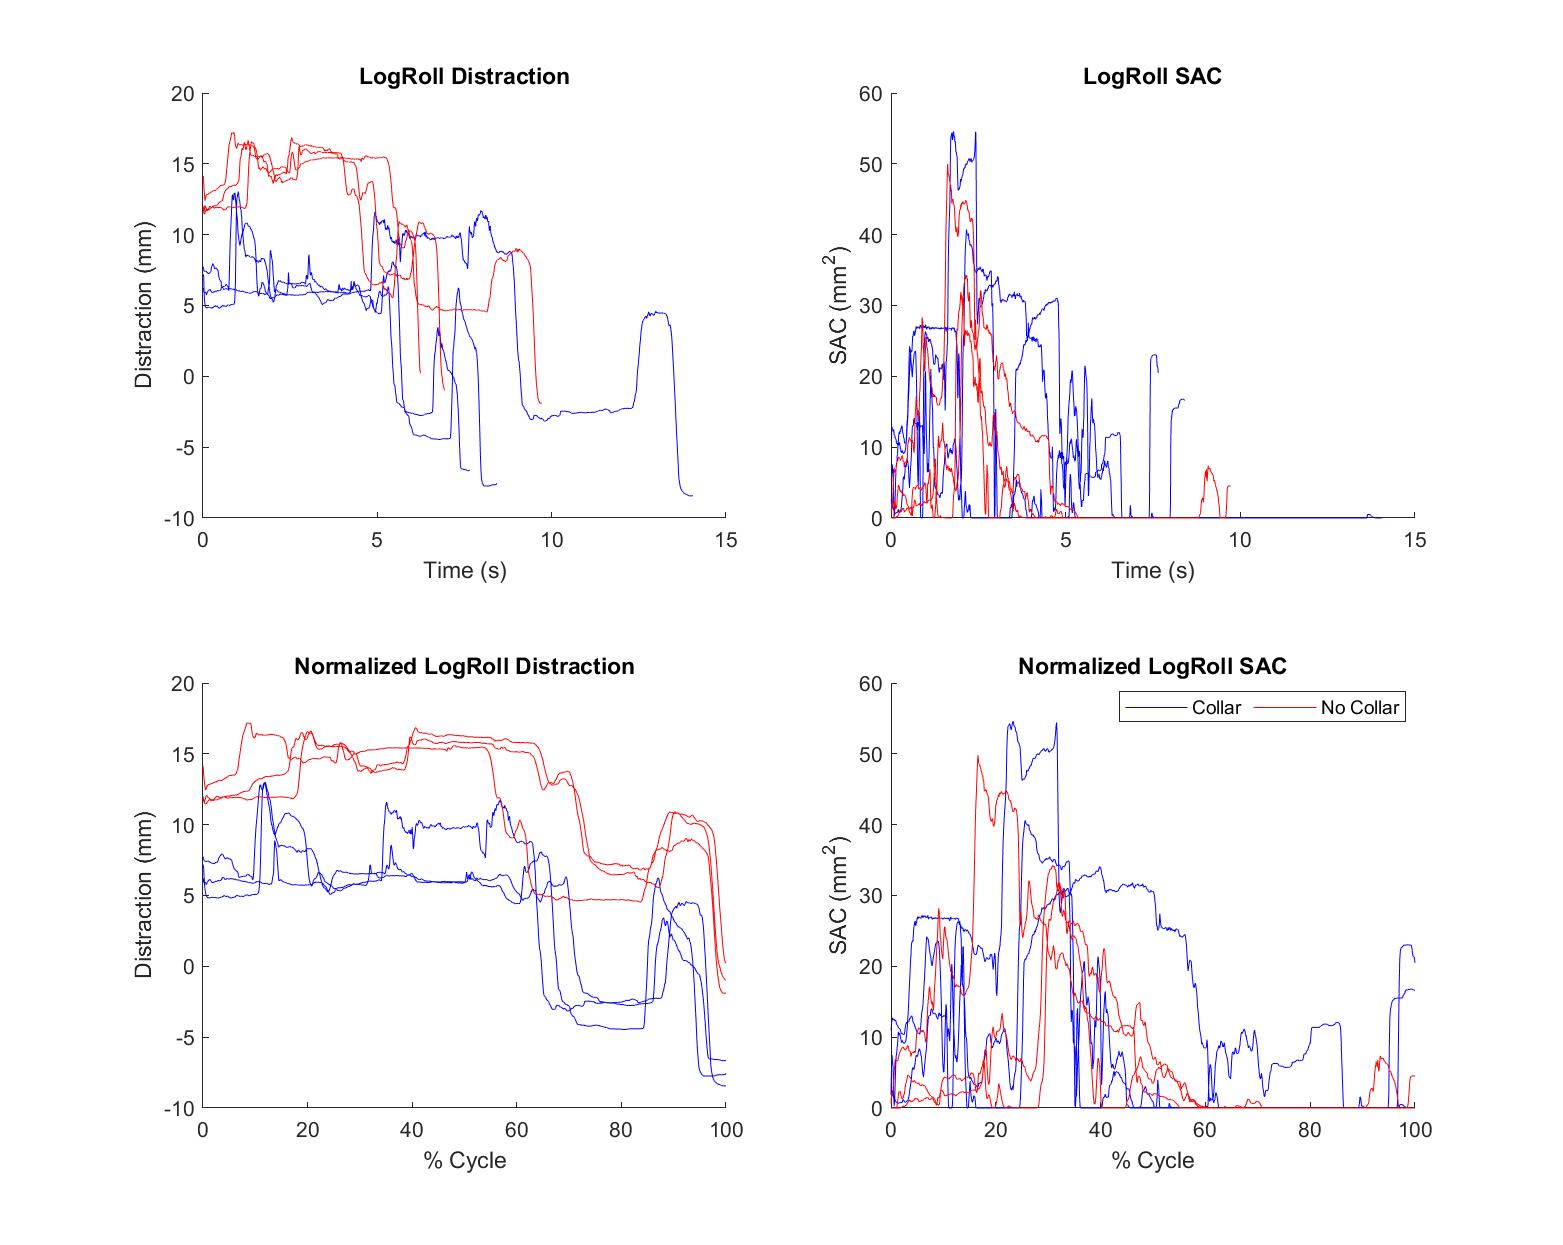 LogRoll Distraction
20
15
10
5
0
-5
-10
Distraction (mm)
0 5 10 15
Time (s)
LogRoll SAC
60
50
40
30
20
10
0
SAC (mm²)
0 5 10 15
Time (s)
Normalized LogRoll Distraction
20
15
10
5
0
-5
-10
Distraction (mm)
0 20 40 60 80 100
% Cycle
Normalized LogRoll SAC
Collar No Collar
60
50
40
30
20
10
0
SAC (mm²)
0 20 40 60 80 100
% Cycle